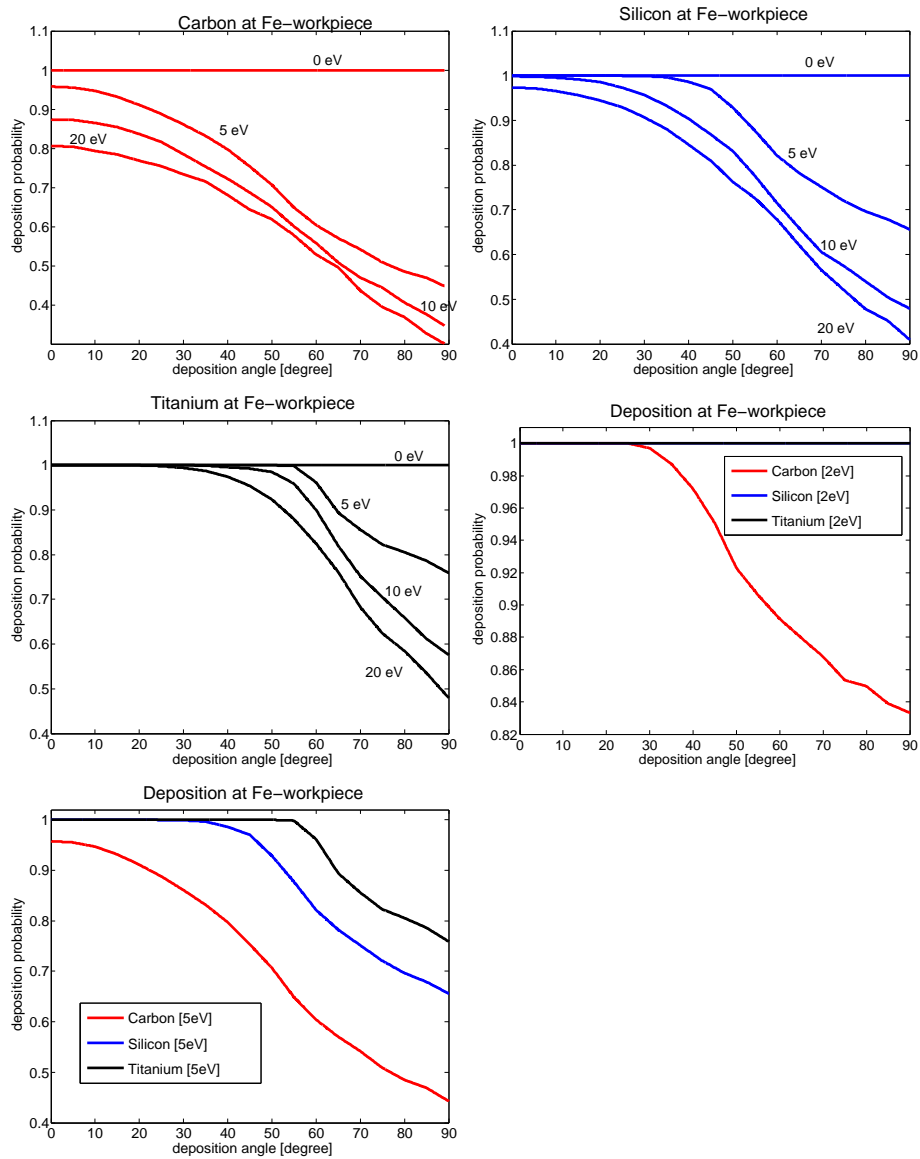 Carbon at Fe−workpiece
1.1
1
0.9
0.8
0.7
0.6
0.5
0.4
deposition probability
0 eV
5 eV
20 eV
10 eV
0 10 20 30 40 50 60 70 80 90
deposition angle [degree]
Silicon at Fe−workpiece
1.1
1
0.9
0.8
0.7
0.6
0.5
0.4
deposition probability
0 eV
5 eV
10 eV
20 eV
0 10 20 30 40 50 60 70 80 90
deposition angle [degree]
Titanium at Fe−workpiece
1.1
1
0.9
0.8
0.7
0.6
0.5
0.4
deposition probability
0 eV
5 eV
10 eV
20 eV
0 10 20 30 40 50 60 70 80 90
deposition angle [degree]
Deposition at Fe−workpiece
1
0.98
0.96
0.94
0.92
0.9
0.88
0.86
0.84
0.82
deposition probability
Carbon [2eV]
Silicon [2eV]
Titanium [2eV]
0 10 20 30 40 50 60 70 80 90
deposition angle [degree]
Deposition at Fe−workpiece
1
0.9
0.8
0.7
0.6
0.5
0.4
deposition probability
Carbon [5eV]
Silicon [5eV]
Titanium [5eV]
0 10 20 30 40 50 60 70 80 90
deposition angle [degree]